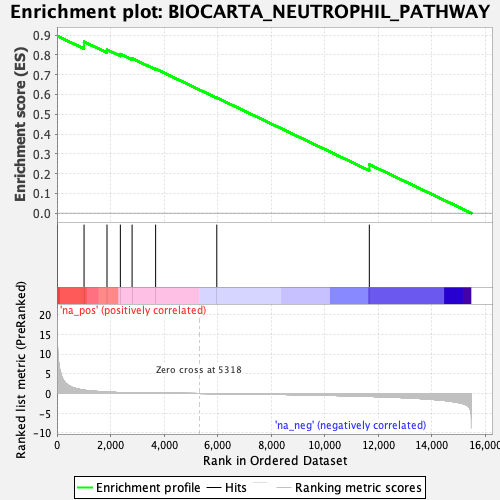 Enrichment plot: BIOCARTA_NEUTROPHIL_PATHWAY
Enrichment score (ES)
0.9
0.8
0.7
0.6
0.5
0.4
0.3
0.2
0.1
0.0
'na_pos' (positively correlated)
Ranked list metric (PreRanked)
20
15
10
5
0
-5
-10
Zero cross at 5318
'na_neg' (negatively correlated)
0 2,000 4,000 6,000 8,000 10,000 12,000 14,000 16,000
Rank in Ordered Dataset
Enrichment profile Hits Ranking metric scores